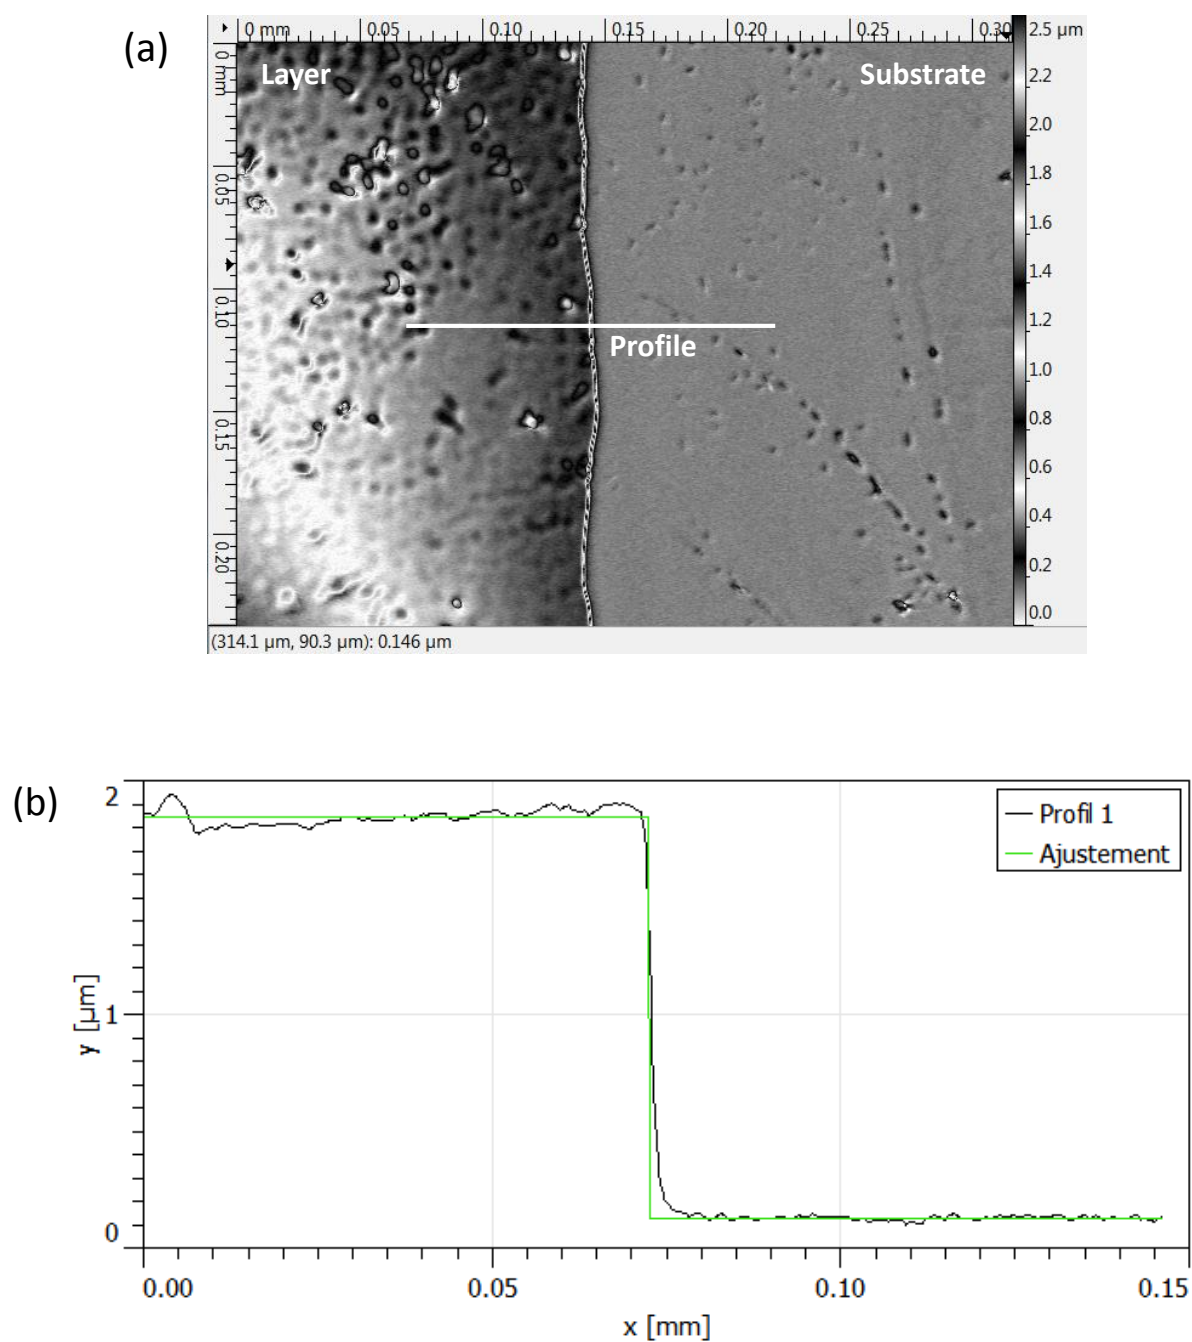 (a)
0 mm 0.05 0.10 0.15 0.20 0.25 0.30 2.5 µm
Layer Substrate
0 mm
0.05
0.10
0.15
0.20
2.2
2.0
1.8
1.6
1.4
1.2
1.0
0.8
0.6
0.4
0.2
0.0
Profile
(314.1 µm, 90.3 µm): 0.146 µm
(b)
2
1
0
y [µm]
Profil 1
Ajustement
0.00 0.05 0.10 0.15
x [mm]